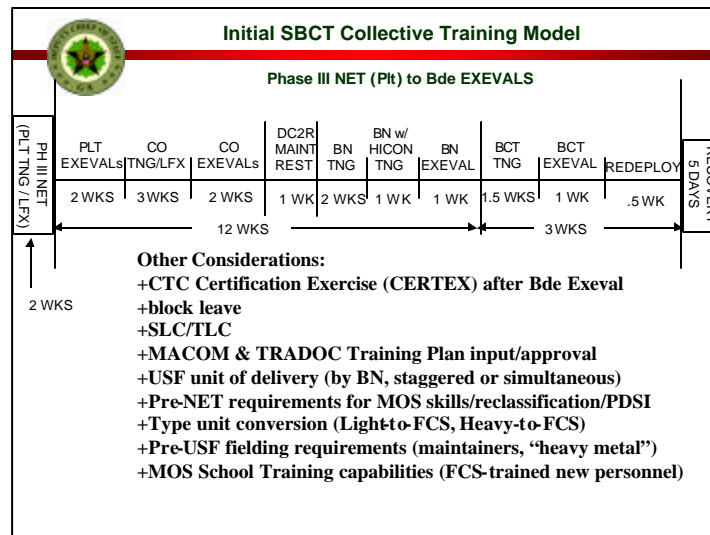 Initial SBCT Collective Training Model
Phase III NET (Plt) to Bde EXEVALS
PH III NET
(PLT TNG / LFX)
PLT
EXEVALs
CO
TNG/LFX
CO
EXEVALs
DC2R
MAINT
REST
BN
TNG
BN w/
HICON
TNG
BN
EXEVAL
BCT
TNG
BCT
EXEVAL
REDEPLOY
RECOVERY
5 DAYS
2 WKS
3 WKS
2 WKS
1 WK
2 WKS
1 WK
1 WK
1.5 WKS
1 WK
.5 WK
12 WKS
3 WKS
2 WKS
Other Considerations:
+CTC Certification Exercise (CERTEX) after Bde Exeval
+block leave
+SLC/TLC
+MACOM & TRADOC Training Plan input/approval
+USF unit of delivery (by BN, staggered or simultaneous)
+Pre-NET requirements for MOS skills/reclassification/PDSI
+Type unit conversion (Light-to-FCS, Heavy-to-FCS)
+Pre-USF fielding requirements (maintainers, “heavy metal”)
+MOS School Training capabilities (FCS-trained new personnel)